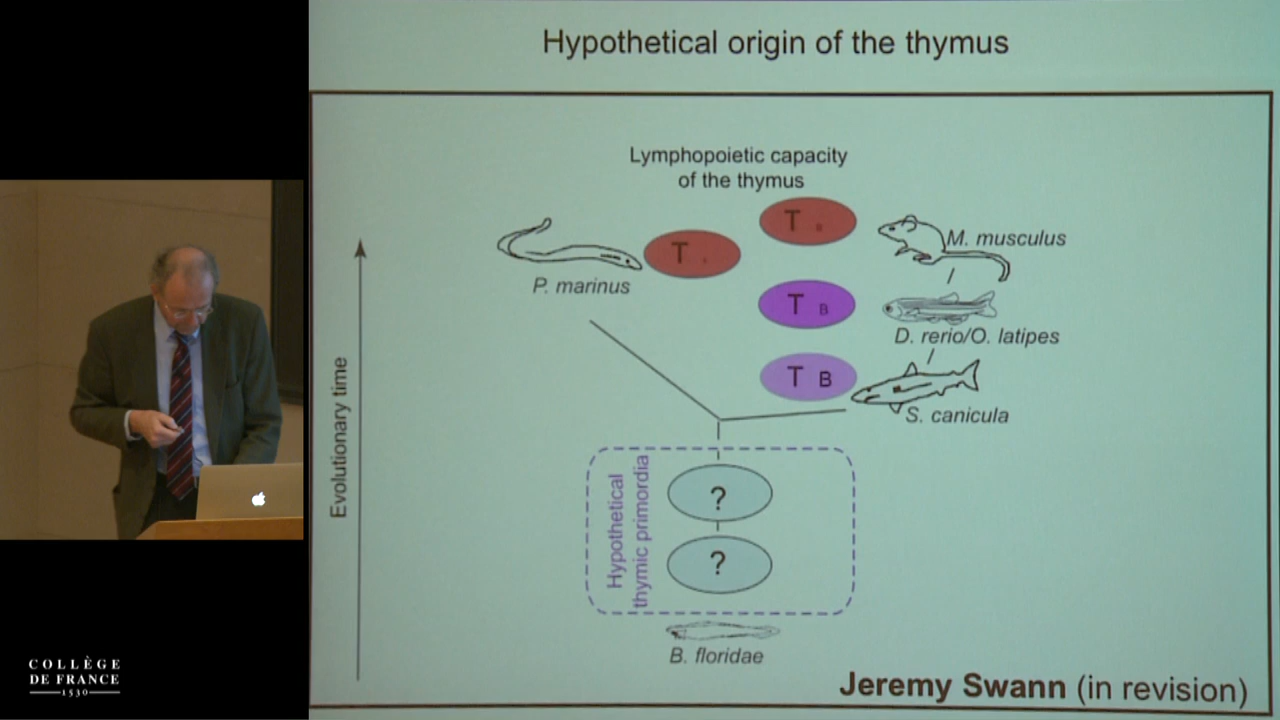 Hypothetical origin of the thymus
Lymphopoietic capacity
of the thymus
T B
M. musculus
T
P. marinus
T B
D. rerio/O. latipes
T B
S. canicula
Evolutionary time
Hypothetical
thymic primordia
?
?
B. floridae
Jeremy Swann (in revision)
COLLÈGE
DE FRANCE
1530